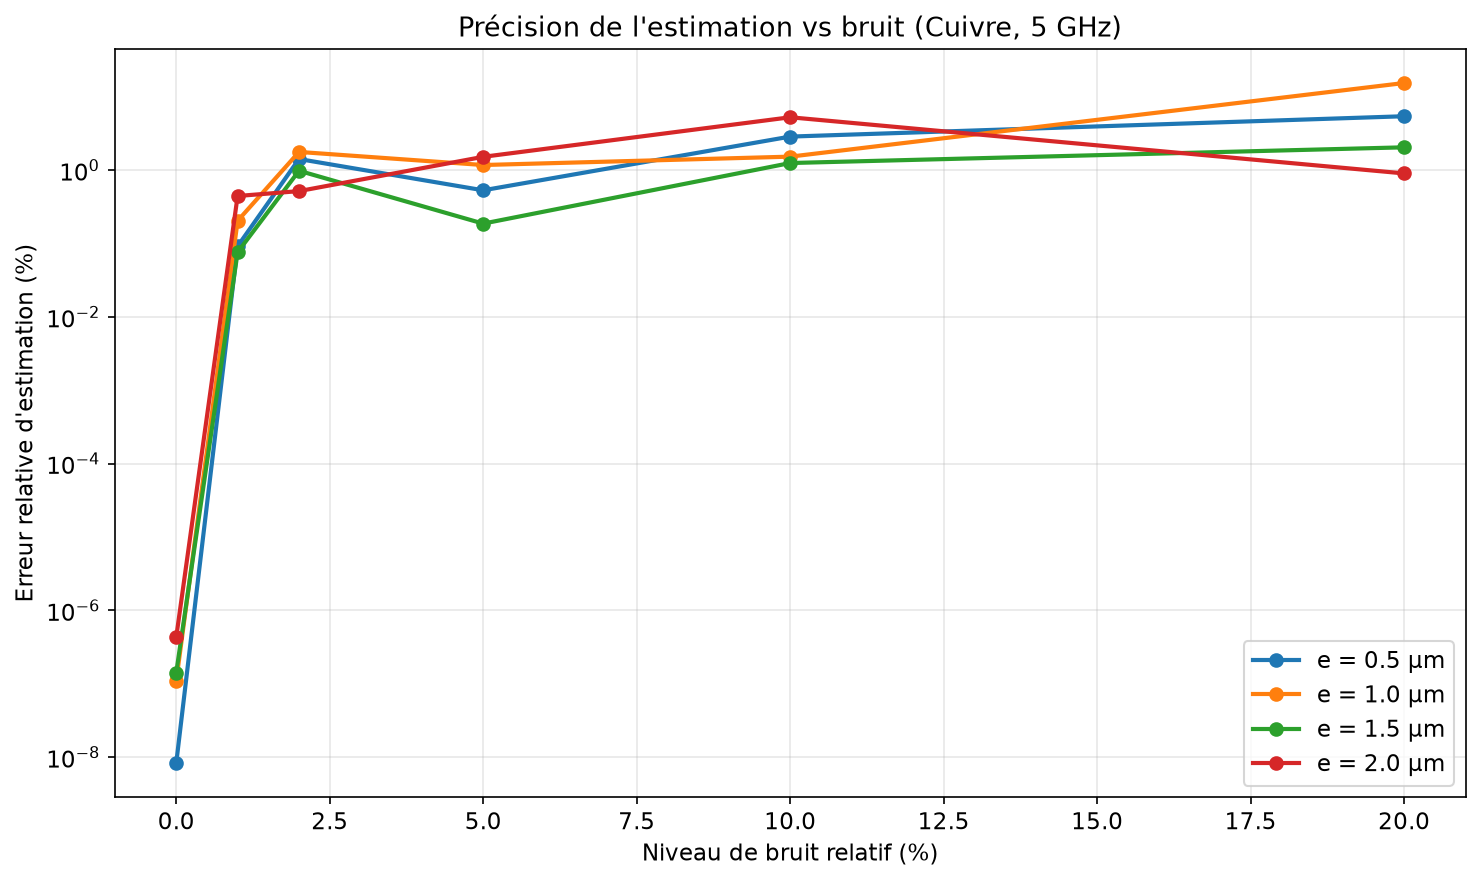 Précision de l'estimation vs bruit (Cuivre, 5 GHz)
Erreur relative d'estimation (%)
10⁰
10⁻²
10⁻⁴
10⁻⁶
10⁻⁸
e = 0.5 µm
e = 1.0 µm
e = 1.5 µm
e = 2.0 µm
0.0 2.5 5.0 7.5 10.0 12.5 15.0 17.5 20.0
Niveau de bruit relatif (%)